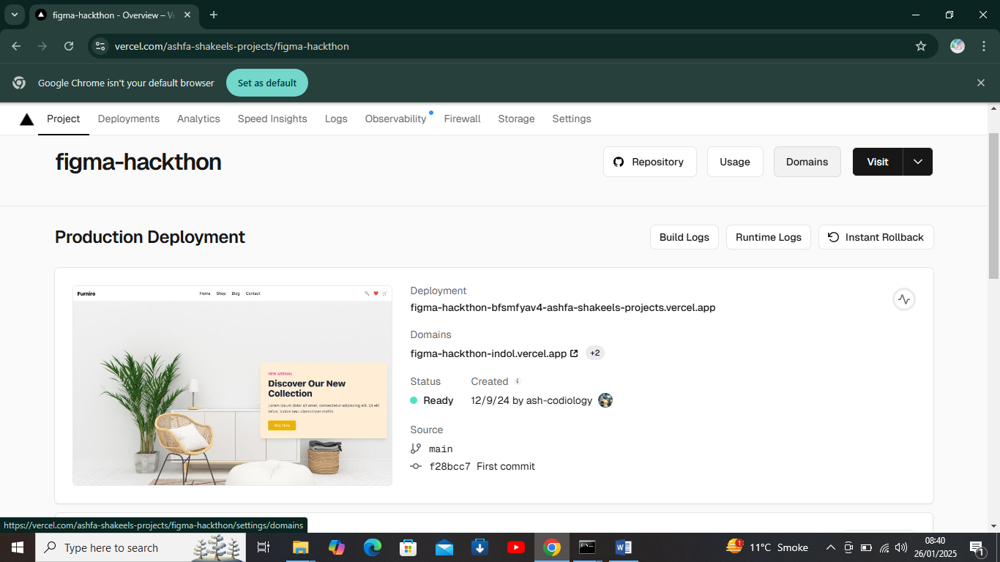 figma-hackthon - Overview – Ve
vercel.com/ashfa-shakeels-projects/figma-hackthon
Google Chrome isn't your default browser
Set as default
Project
Deployments
Analytics
Speed Insights
Logs
Observability
Firewall
Storage
Settings
figma-hackthon
Repository
Usage
Domains
Visit
Production Deployment
Build Logs
Runtime Logs
Instant Rollback
Furniro
Home
Shop
Blog
Contact
NEW ARRIVAL
Discover Our New
Collection
Lorem ipsum dolor sit amet, consectetur adipiscing elit. Ut elit
tellus, luctus nec ullamcorper mattis.
Buy Now
Deployment
figma-hackthon-bfsmfyav4-ashfa-shakeels-projects.vercel.app
Domains
figma-hackthon-indol.vercel.app
+2
Status
Created
Ready
12/9/24 by ash-codiology
Source
main
f28bcc7 First commit
https://vercel.com/ashfa-shakeels-projects/figma-hackthon/settings/domains
Type here to search
1
11°C Smoke
08:40
26/01/2025
1